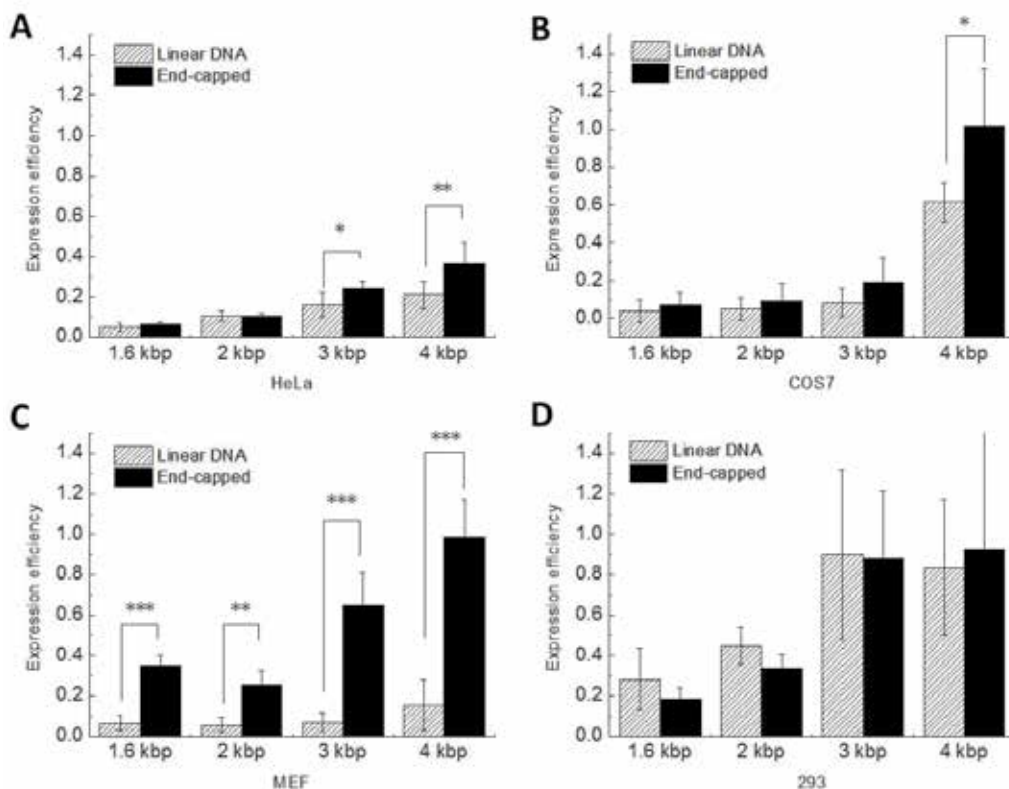 A
Linear DNA
End-capped
Expression efficiency
1.4
1.2
1.0
0.8
0.6
0.4
0.2
0.0
*
**
1.6 kbp 2 kbp 3 kbp 4 kbp
HeLa
B
Linear DNA
End-capped
Expression efficiency
1.4
1.2
1.0
0.8
0.6
0.4
0.2
0.0
*
1.6 kbp 2 kbp 3 kbp 4 kbp
COS7
C
Linear DNA
End-capped
Expression efficiency
1.4
1.2
1.0
0.8
0.6
0.4
0.2
0.0
***
**
***
***
1.6 kbp 2 kbp 3 kbp 4 kbp
MEF
D
Linear DNA
End-capped
Expression efficiency
1.4
1.2
1.0
0.8
0.6
0.4
0.2
0.0
1.6 kbp 2 kbp 3 kbp 4 kbp
293